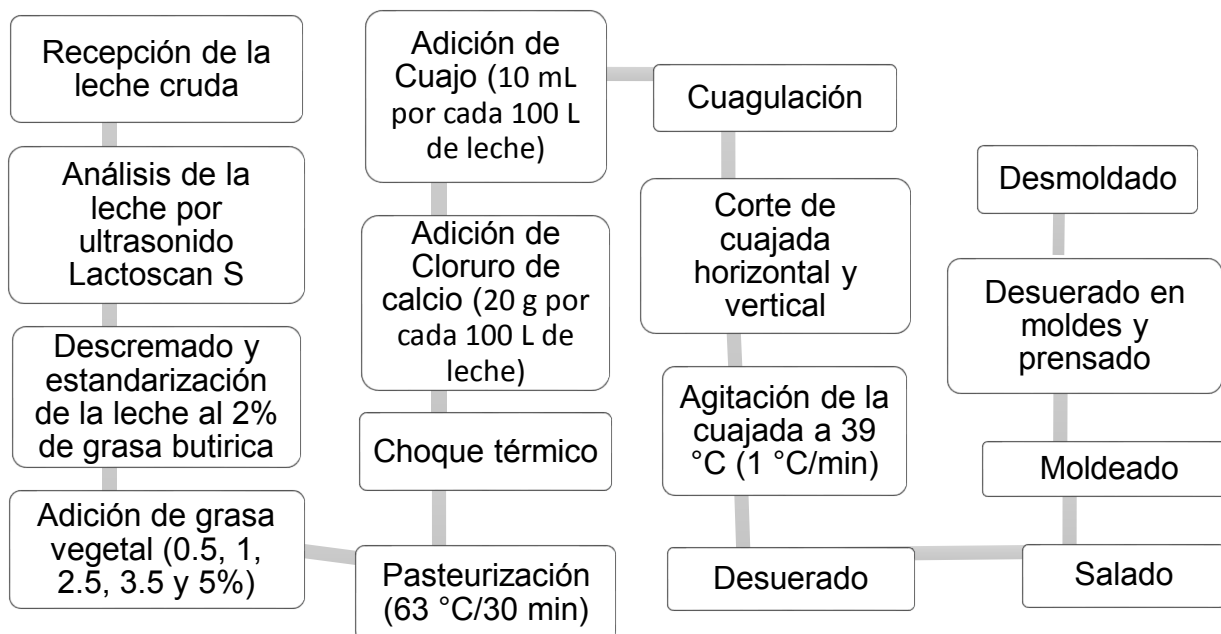 Recepción de la
leche cruda
Análisis de la
leche por
ultrasonido
Lactoscan S
Descremado y
estandarización
de la leche al 2%
de grasa butirica
Adición de grasa
vegetal (0.5, 1,
2.5, 3.5 y 5%)
Pasteurización
(63 °C/30 min)
Choque térmico
Adición de
Cloruro de
calcio (20 g por
cada 100 L de
leche)
Adición de
Cuajo (10 mL
por cada 100 L
de leche)
Cuagulación
Corte de
cuajada
horizontal y
vertical
Agitación de la
cuajada a 39
°C (1 °C/min)
Desuerado
Salado
Moldeado
Desuerado en
moldes y
prensado
Desmoldado